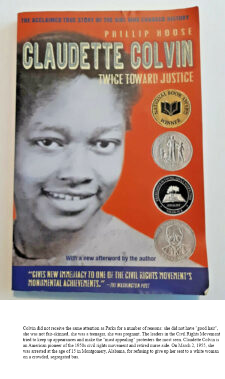 THE ACCLAIMED TRUE STORY OF THE GIRL WHO CHANGED HISTORY
PHILLIP HOOSE
CLAUDETTE COLVIN
TWICE TOWARD JUSTICE
NATIONAL BOOK AWARD
WINNER
With a new afterword by the author
"GIVES NEW IMMEDIACY TO ONE OF THE CIVIL RIGHTS MOVEMENT'S
MONUMENTAL ACHIEVEMENTS." —THE WASHINGTON POST
Colvin did not receive the same attention as Parks for a number of reasons: she did not have "good hair",
she was not fair-skinned, she was a teenager, she was pregnant. The leaders in the Civil Rights Movement
tried to keep up appearances and make the "most appealing" protesters the most seen. Claudette Colvin is
an American pioneer of the 1950s civil rights movement and retired nurse aide. On March 2, 1955, she
was arrested at the age of 15 in Montgomery, Alabama, for refusing to give up her seat to a white woman
on a crowded, segregated bus.